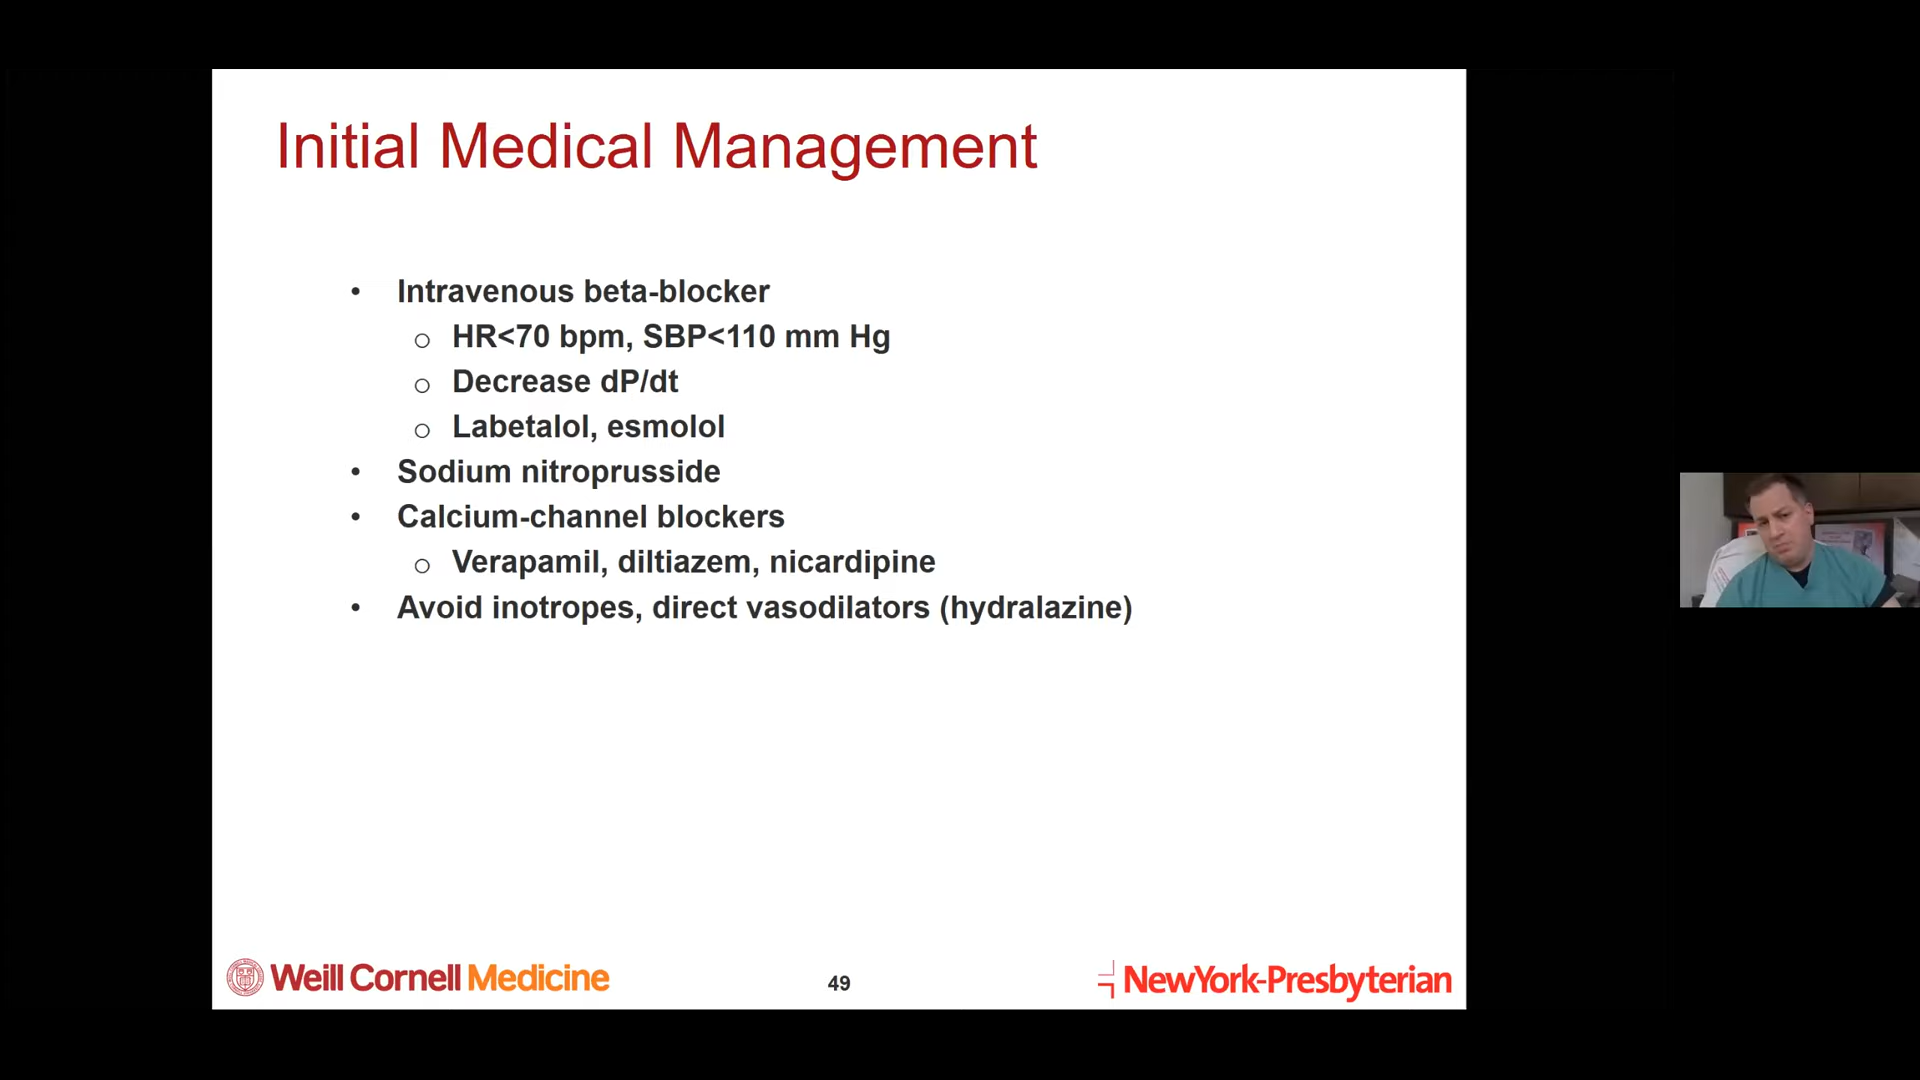 Initial Medical Management
• Intravenous beta-blocker
o HR<70 bpm, SBP<110 mm Hg
o Decrease dP/dt
o Labetalol, esmolol
• Sodium nitroprusside
• Calcium-channel blockers
o Verapamil, diltiazem, nicardipine
• Avoid inotropes, direct vasodilators (hydralazine)
Weill Cornell Medicine
49
NewYork-Presbyterian